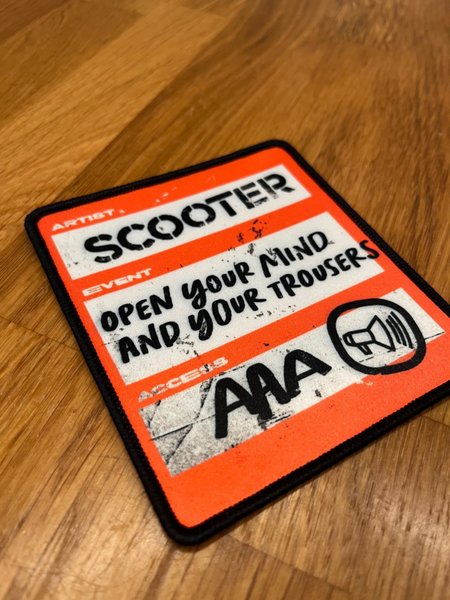 ARTIST
SCOOTER
EVENT
OPEN YOUR MIND
AND YOUR TROUSERS
ACCESS
AAA